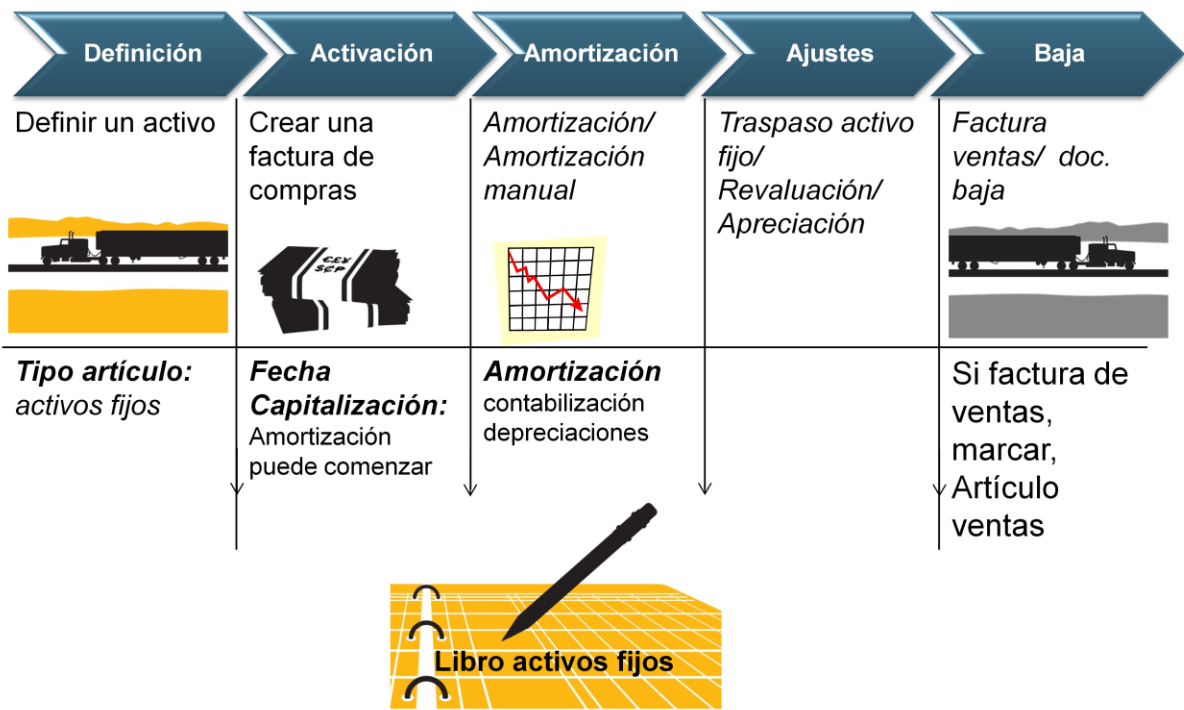 Definición
Activación
Amortización
Ajustes
Baja
Definir un activo
Crear una
factura de
compras
Amortización/
Amortización
manual
Traspaso activo
fijo/
Revaluación/
Apreciación
Factura
ventas/ doc.
baja
€£¥
$₢₽
Tipo artículo:
activos fijos
Fecha
Capitalización:
Amortización
puede comenzar
Amortización
contabilización
depreciaciones
Si factura de
ventas,
marcar,
Artículo
ventas
Libro activos fijos